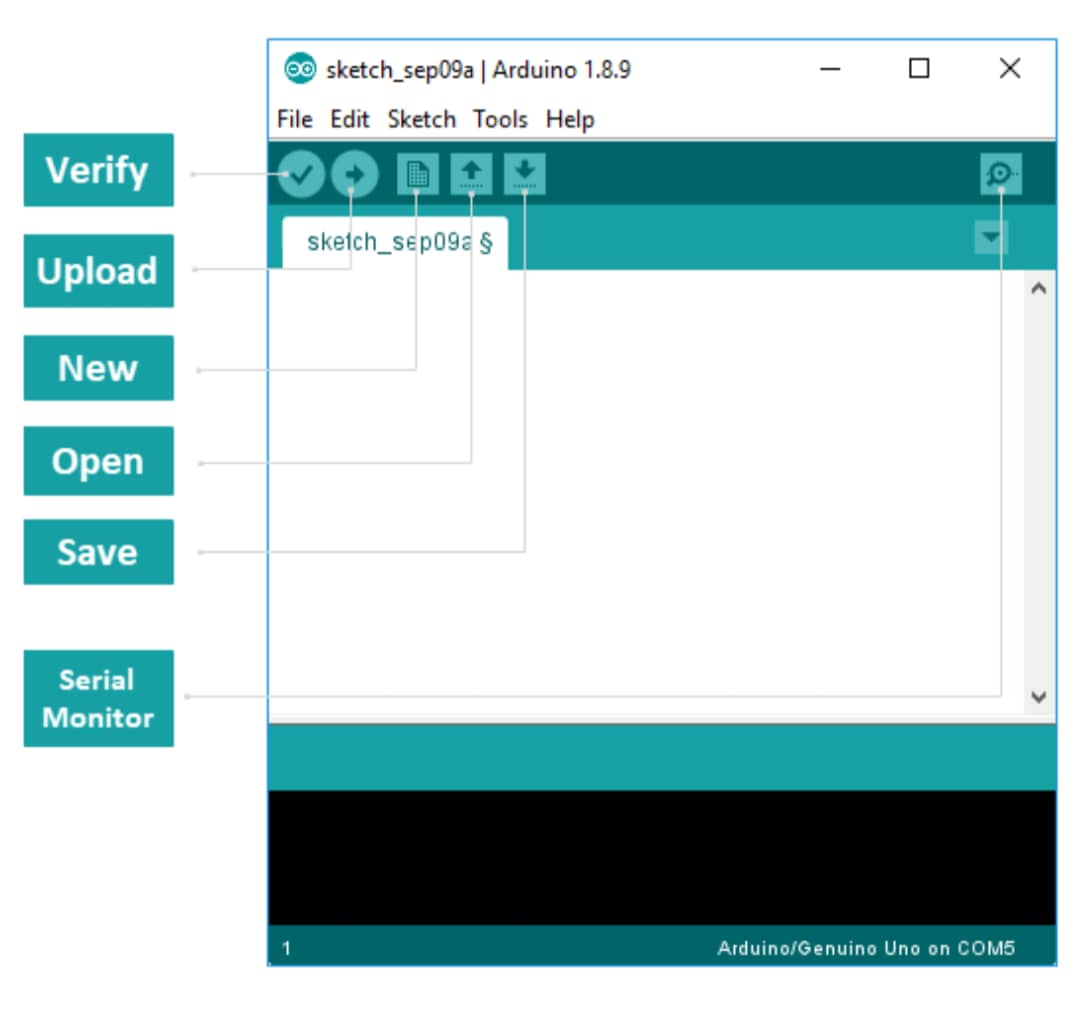 sketch_sep09a | Arduino 1.8.9
File Edit Sketch Tools Help
Verify
sketch_sep09a §
Upload
New
Open
Save
Serial
Monitor
1
Arduino/Genuino Uno on COM5